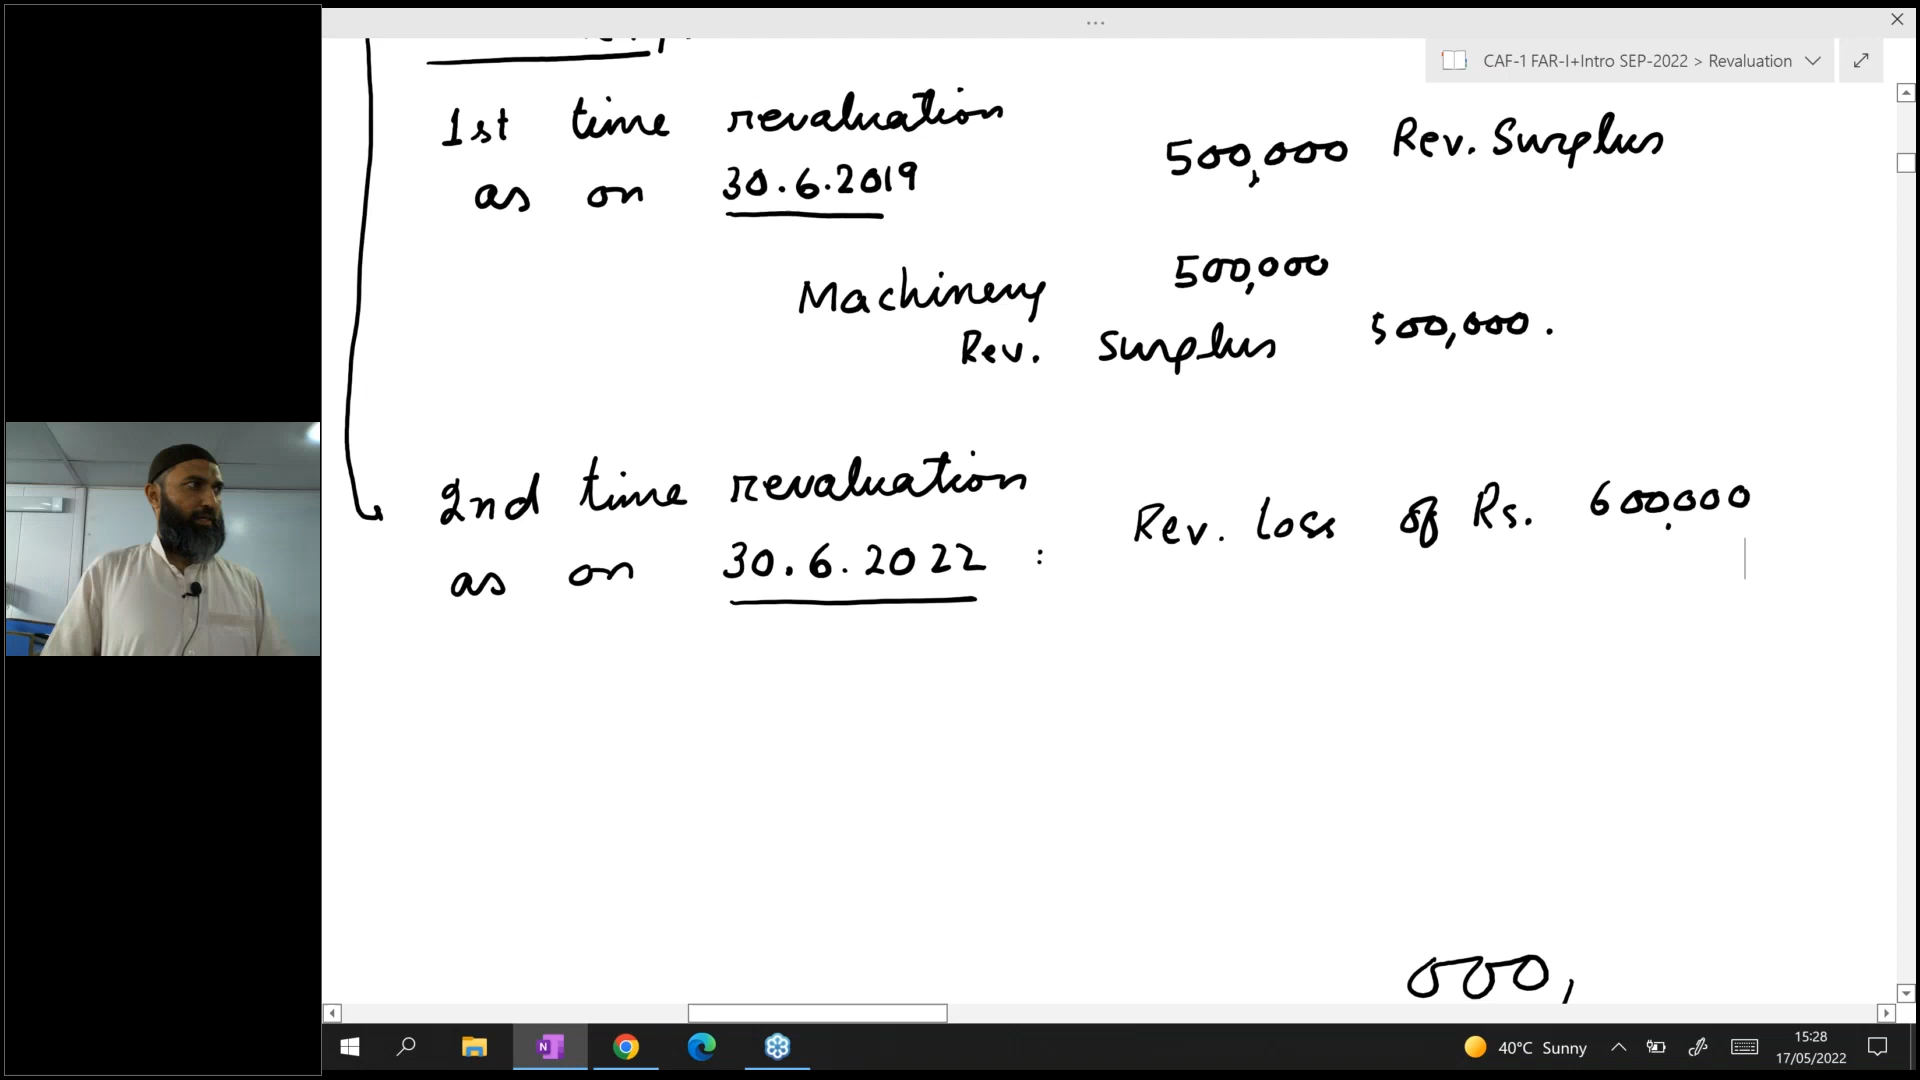 CAF-1 FAR-I+Intro SEP-2022 > Revaluation
1st time revaluation 500,000 Rev. Surplus
as on 30.6.2019
Machinery 500,000
Rev. Surplus 500,000.
2nd time revaluation Rev. loss of Rs. 600,000
as on 30.6.2022 :
000,
40°C Sunny
15:28
17/05/2022